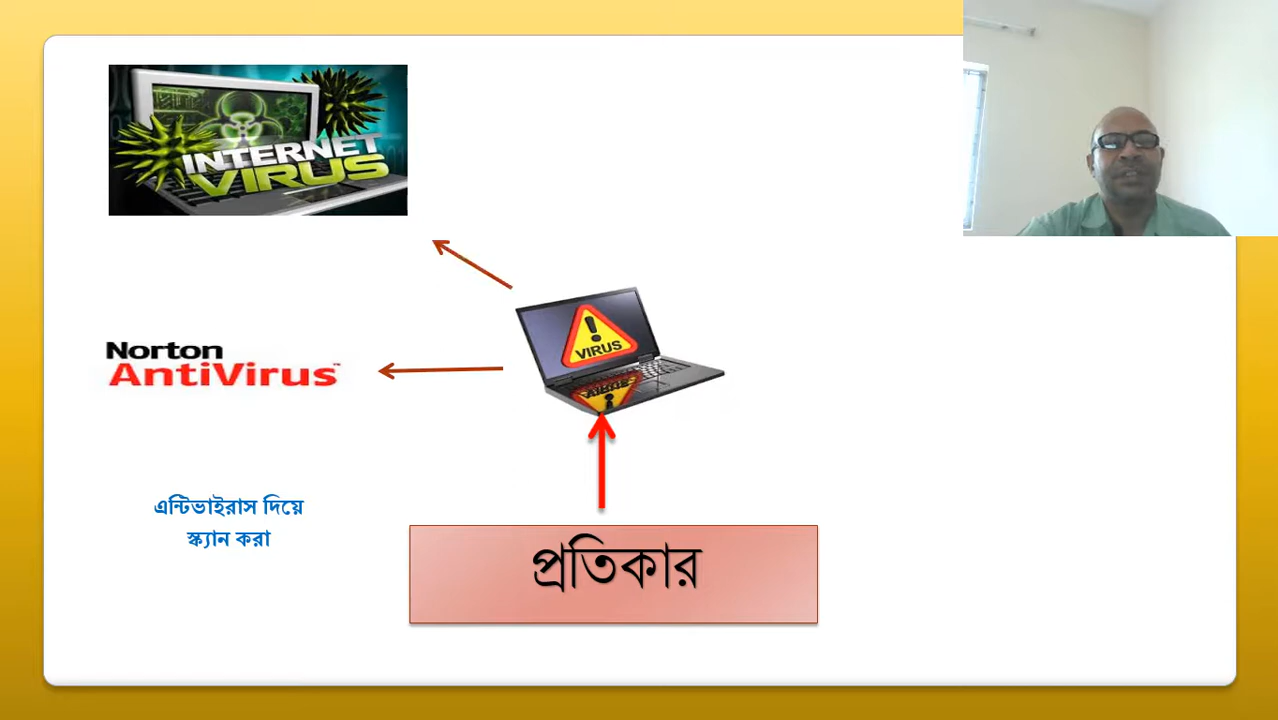 INTERNET
VIRUS
VIRUS
Norton
AntiVirus
এন্টিভাইরাস দিয়ে
স্ক্যান করা
প্রতিকার